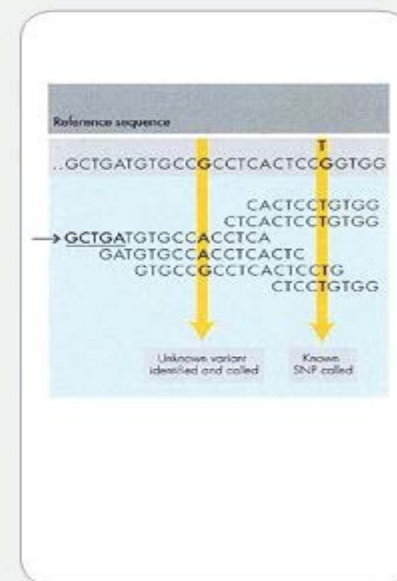 Reference sequence
T
..GCTGATGTGCCGCCTCACTCCGGTGG
CACTCCTGTGG
CTCACTCCTGTGG
→GCTGATGTGCCACCTCA
GATGTGCCACCTCACTC
GTGCCGCCTCACTCCTG
CTCCTGTGG
Unknown variant
identified and called
Known
SNP called